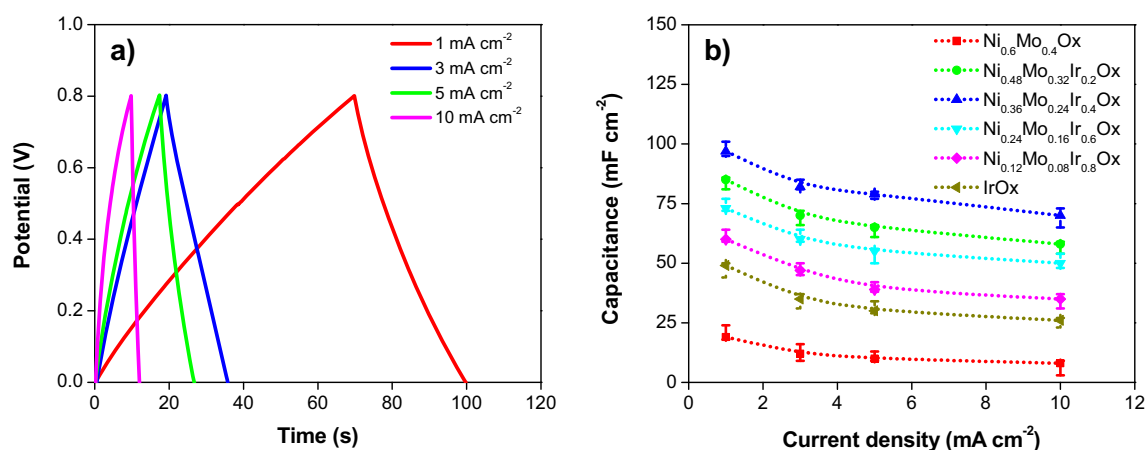 a)
1 mA cm-2
3 mA cm-2
5 mA cm-2
10 mA cm-2
1.0
0.8
0.6
0.4
0.2
0.0
Potential (V)
0 20 40 60 80 100 120
Time (s)
b)
Ni0.6Mo0.4Ox
Ni0.48Mo0.32Ir0.2Ox
Ni0.36Mo0.24Ir0.4Ox
Ni0.24Mo0.16Ir0.6Ox
Ni0.12Mo0.08Ir0.8Ox
IrOx
150
125
100
75
50
25
0
Capacitance (mF cm-2)
0 2 4 6 8 10 12
Current density (mA cm-2)